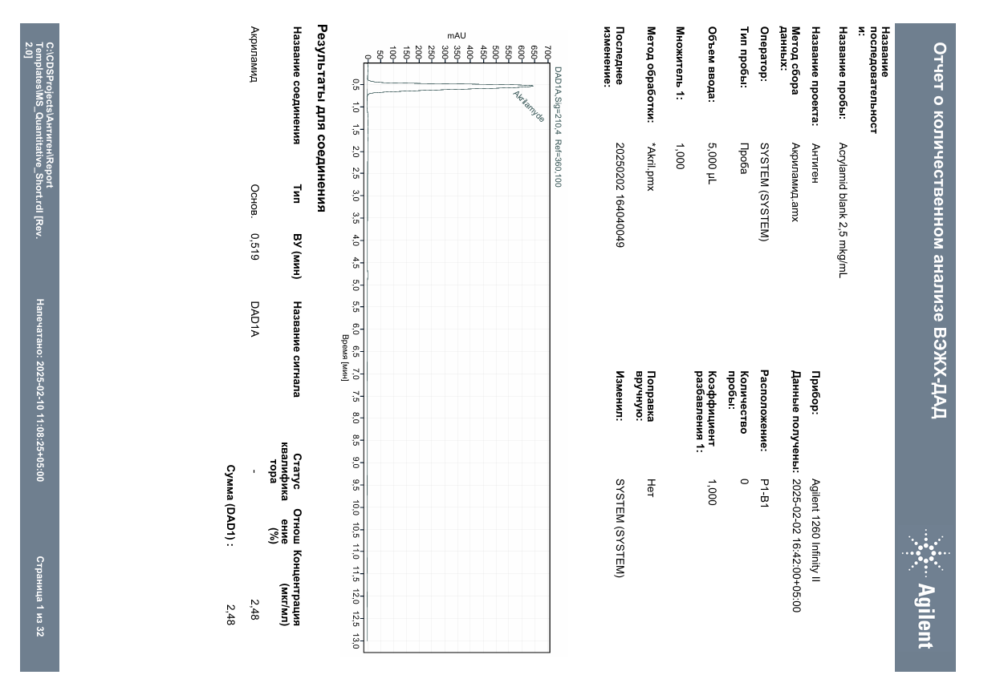 Отчет о количественном анализе ВЭЖХ-ДАД
Agilent
Название
последовательност
и:
Название пробы: Acrylamid blank 2,5 mkg/mL
Название проекта: Антиген Прибор: Agilent 1260 Infinity II
Метод сбора Акриламид.amx Данные получены: 2025-02-02 16:42:00+05:00
данных:
Оператор: SYSTEM (SYSTEM) Расположение: P1-B1
Тип пробы: Проба Количество 0
пробы:
Объем ввода: 5,000 µL Коэффициент 1,000
разбавления 1:
Множитель 1: 1,000
Метод обработки: *Akril.pmx Поправка Нет
вручную:
Последнее 20250202 164040049 Изменил: SYSTEM (SYSTEM)
изменение:
DAD1A,Sig=210,4 Ref=360,100
mAU
700
650
600
550
500
450
400
350
300
250
200
150
100
50
0
Akrilamyde
0,5 1,0 1,5 2,0 2,5 3,0 3,5 4,0 4,5 5,0 5,5 6,0 6,5 7,0 7,5 8,0 8,5 9,0 9,5 10,0 10,5 11,0 11,5 12,0 12,5 13,0
Время [мин]
Результаты для соединения
Название соединения Тип ВУ (мин) Название сигнала Статус Отнош Концентрация
квалифика ение (мкг/мл)
тора (%)
Акриламид Основ. 0,519 DAD1A - 2,48
Сумма (DAD1) : 2,48
C:\CDSProjects\Антиген\Report
Templates\MS_Quantitative_Short.rdl [Rev.
2.0]
Напечатано: 2025-02-10 11:08:25+05:00
Страница 1 из 32